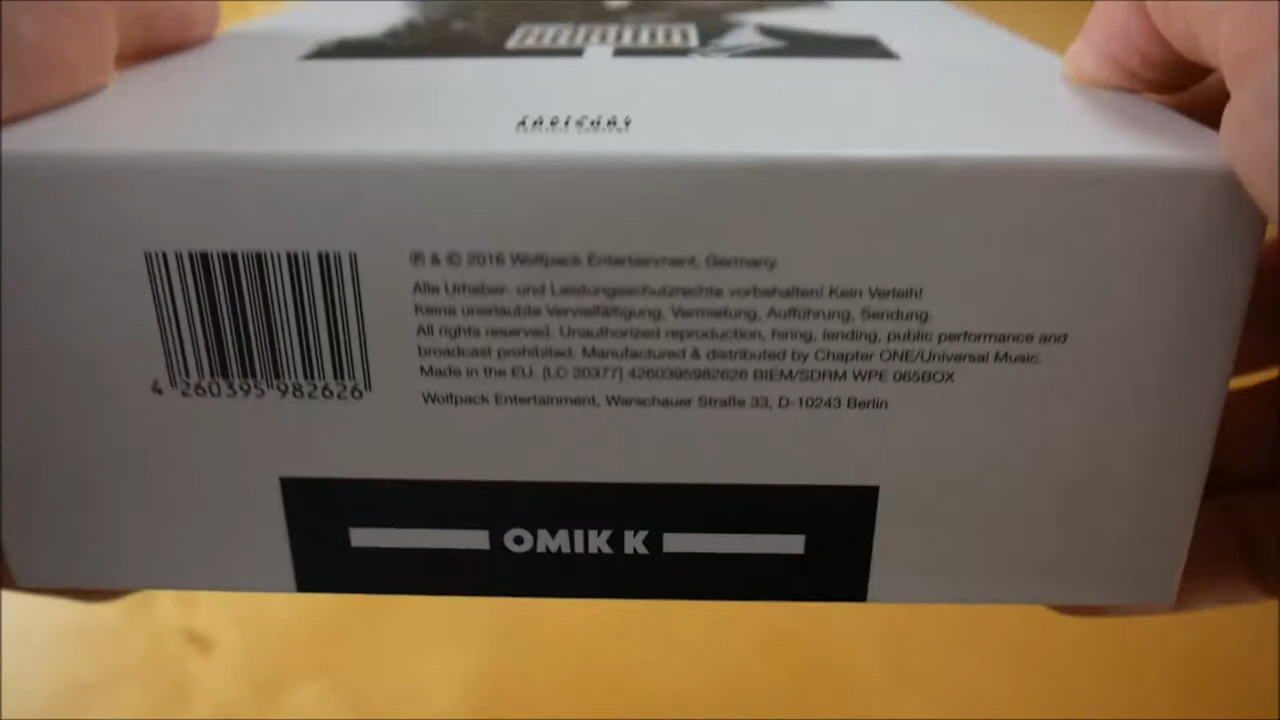 ℗ & © 2016 Wolfpack Entertainment, Germany
Alle Urheber- und Leistungsschutzrechte vorbehalten! Kein Verleih!
Keine unerlaubte Vervielfältigung, Vermietung, Aufführung, Sendung.
All rights reserved. Unauthorized reproduction, hiring, lending, public performance and
broadcast prohibited. Manufactured & distributed by Chapter ONE/Universal Music.
Made in the EU. [LC 20377] 4260395982626 BIEM/SDRM WPE 065BOX
Wolfpack Entertainment, Warschauer Straße 33, D-10243 Berlin
4 260395 982626
OMIK K